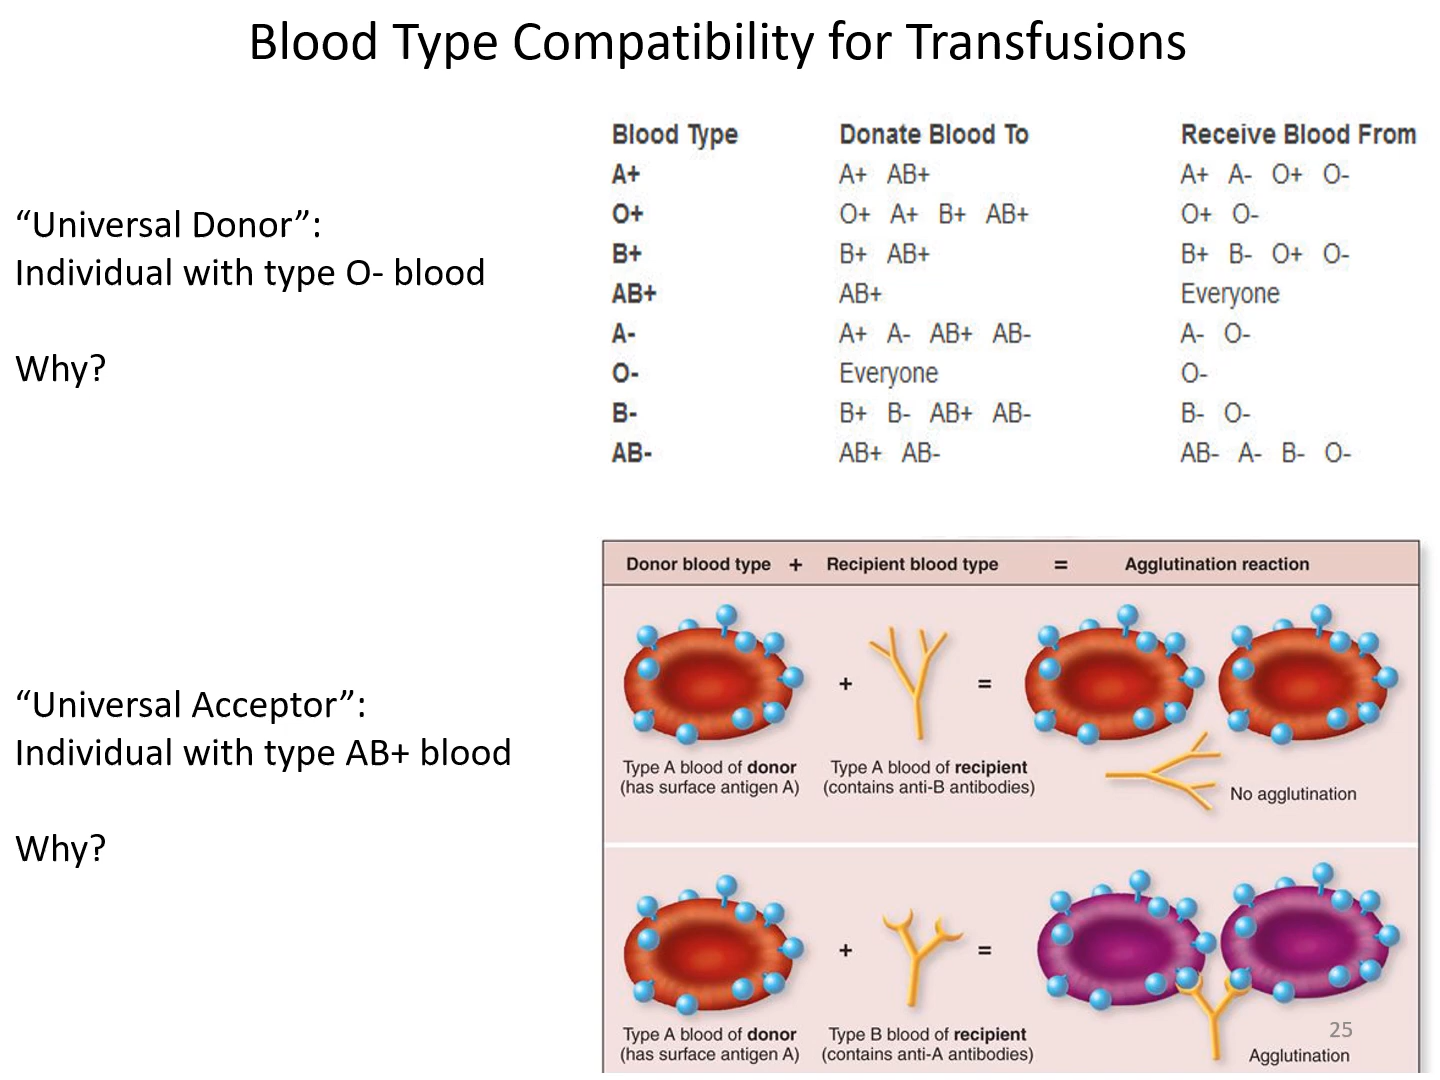 Blood Type Compatibility for Transfusions
“Universal Donor”:
Individual with type O- blood
Why?
“Universal Acceptor”:
Individual with type AB+ blood
Why?
Blood Type Donate Blood To Receive Blood From
A+ A+ AB+ A+ A- O+ O-
O+ O+ A+ B+ AB+ O+ O-
B+ B+ AB+ B+ B- O+ O-
AB+ AB+ Everyone
A- A+ A- AB+ AB- A- O-
O- Everyone O-
B- B+ B- AB+ AB- B- O-
AB- AB+ AB- AB- A- B- O-
Donor blood type + Recipient blood type = Agglutination reaction
+ =
Type A blood of donor
(has surface antigen A)
Type A blood of recipient
(contains anti-B antibodies)
No agglutination
+ =
Type A blood of donor
(has surface antigen A)
Type B blood of recipient
(contains anti-A antibodies)
25
Agglutination